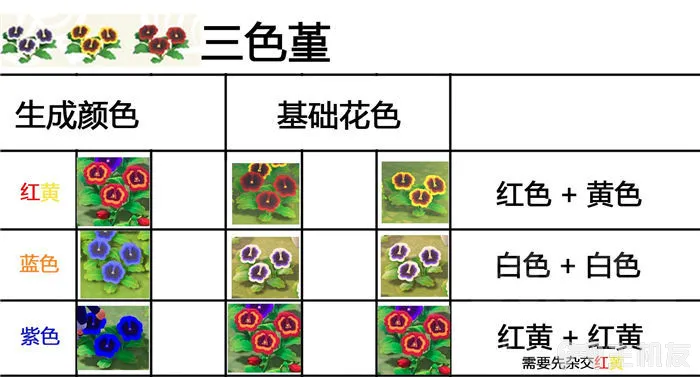 三色堇
生成颜色 基础花色
红黄 红色 + 黄色
蓝色 白色 + 白色
紫色 红黄 + 红黄
需要先杂交红黄